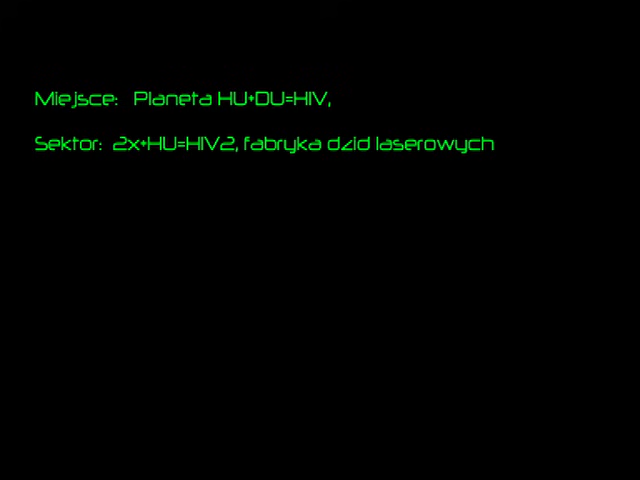 Miejsce: Planeta HU+DU=HIV,
Sektor: 2x+HU=HIV2, fabryka dzid laserowych